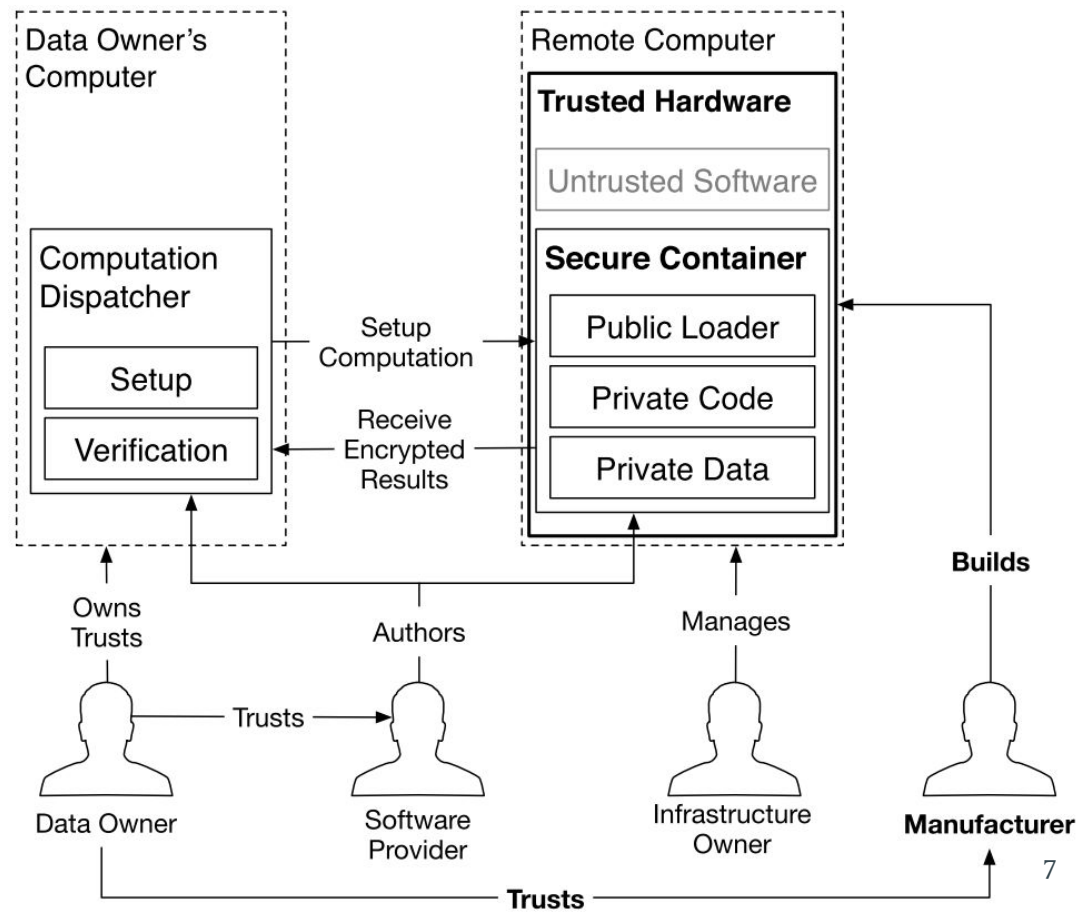 Data Owner's
Computer
Computation
Dispatcher
Setup
Verification
Setup
Computation
Receive
Encrypted
Results
Remote Computer
Trusted Hardware
Untrusted Software
Secure Container
Public Loader
Private Code
Private Data
Owns
Trusts
Authors
Manages
Builds
Trusts
Data Owner
Software
Provider
Infrastructure
Owner
Manufacturer
Trusts
7